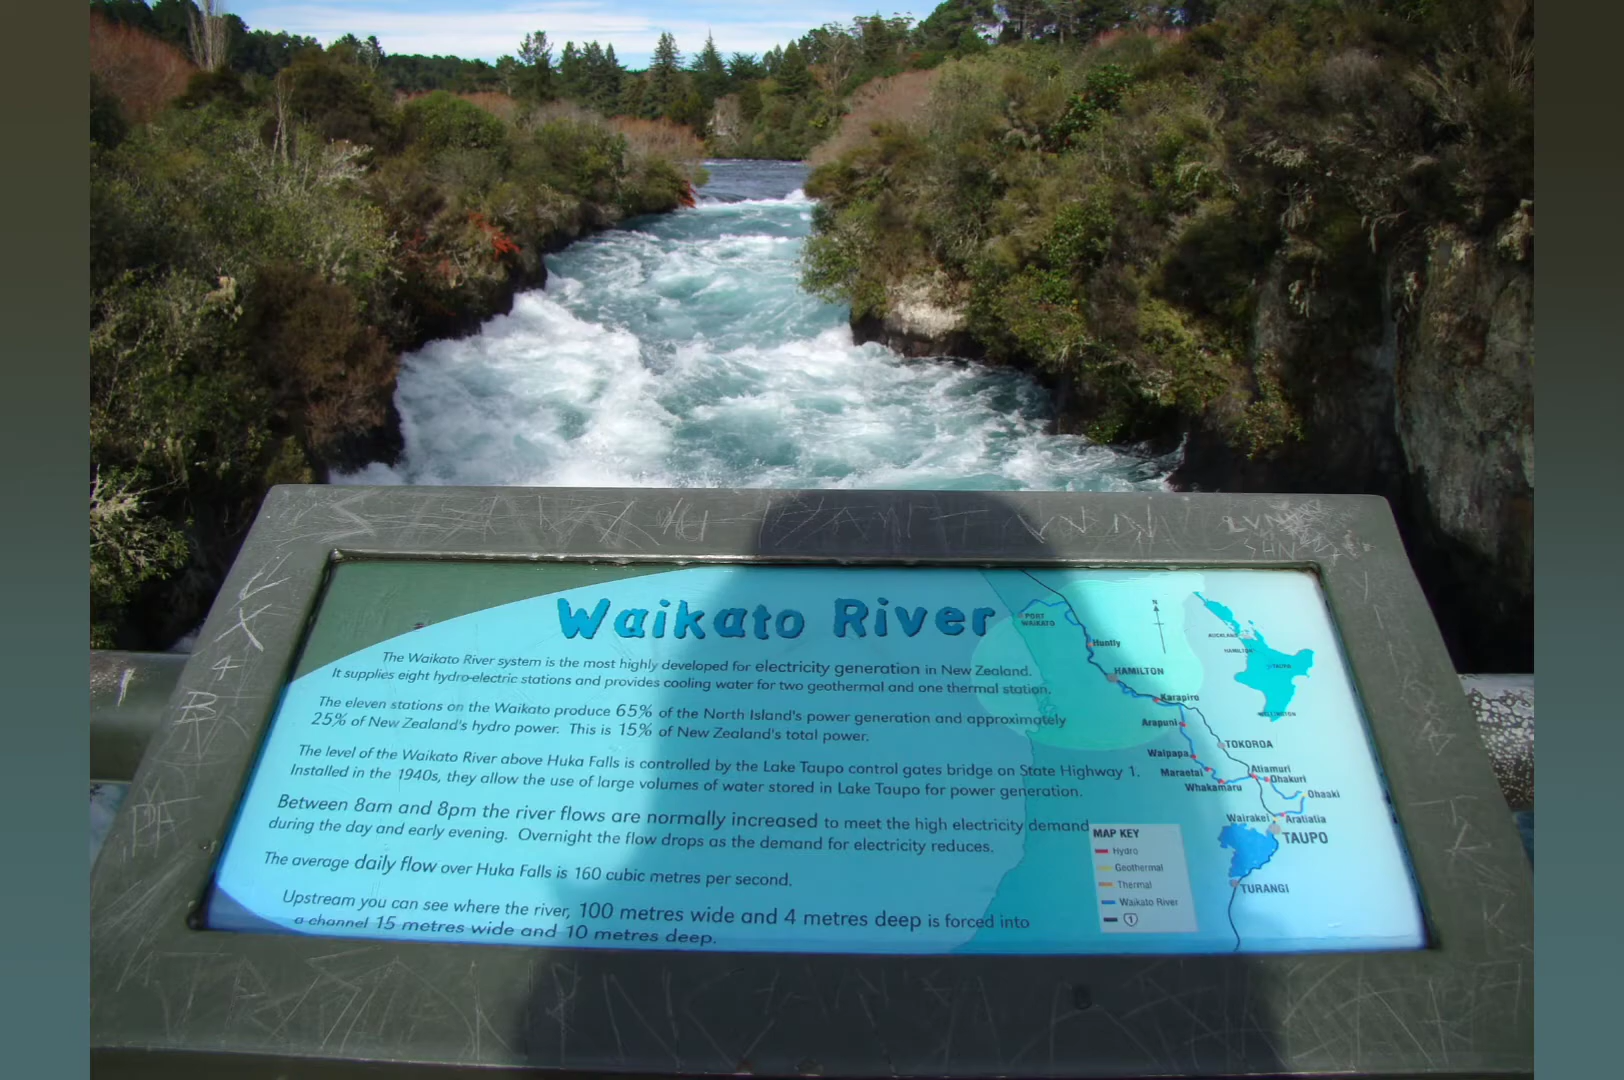 Waikato River
The Waikato River system is the most highly developed for electricity generation in New Zealand.
It supplies eight hydro-electric stations and provides cooling water for two geothermal and one thermal station.
The eleven stations on the Waikato produce 65% of the North Island's power generation and approximately
25% of New Zealand's hydro power. This is 15% of New Zealand's total power.
The level of the Waikato River above Huka Falls is controlled by the Lake Taupo control gates bridge on State Highway 1.
Installed in the 1940s, they allow the use of large volumes of water stored in Lake Taupo for power generation.
Between 8am and 8pm the river flows are normally increased to meet the high electricity demand
during the day and early evening. Overnight the flow drops as the demand for electricity reduces.
The average daily flow over Huka Falls is 160 cubic metres per second.
Upstream you can see where the river, 100 metres wide and 4 metres deep is forced into
a channel 15 metres wide and 10 metres deep.
PORT
WAIKATO
Huntly
HAMILTON
Karapiro
Arapuni
TOKOROA
Waipapa
Maraetai
Whakamaru
Atiamuri
Ohakuri
Ohaaki
Wairakei
Aratiatia
TAUPO
TURANGI
N
AUCKLAND
HAMILTON
TAUPO
WELLINGTON
MAP KEY
Hydro
Geothermal
Thermal
Waikato River
1